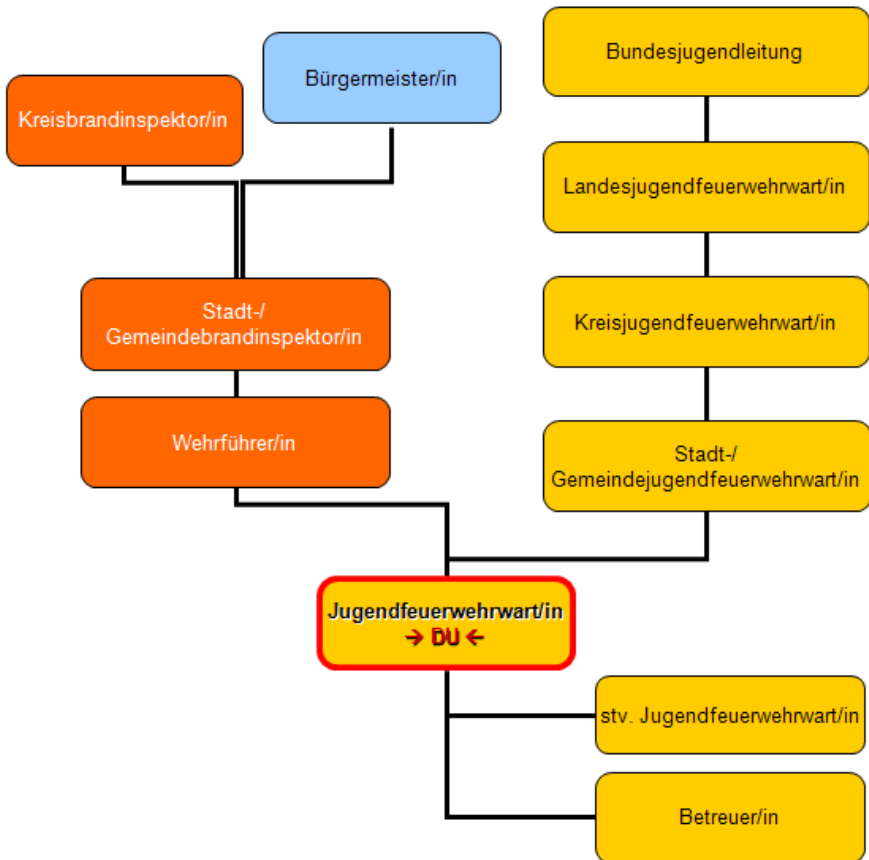 Bundesjugendleitung
Bürgermeister/in
Kreisbrandinspektor/in
Landesjugendfeuerwehrwart/in
Stadt-/
Gemeindebrandinspektor/in
Kreisjugendfeuerwehrwart/in
Wehrführer/in
Stadt-/
Gemeindejugendfeuerwehrwart/in
Jugendfeuerwehrwart/in
→ DU ←
stv. Jugendfeuerwehrwart/in
Betreuer/in